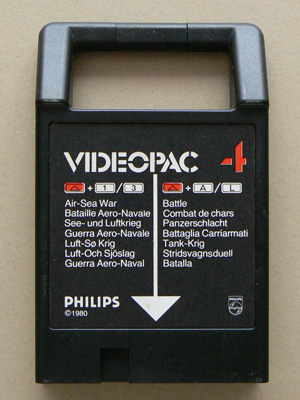 VIDEOPAC 4
+ 1 / 3
+ A / L
Air-Sea War
Bataille Aero-Navale
See- und Luftkrieg
Guerra Aero-Navale
Luft-Sø Krig
Luft-Och Sjöslag
Guerra Aero-Naval
Battle
Combat de chars
Panzerschlacht
Battaglia Carriarmati
Tank-Krig
Stridsvagnsduell
Batalla
PHILIPS
©1980
PHILIPS